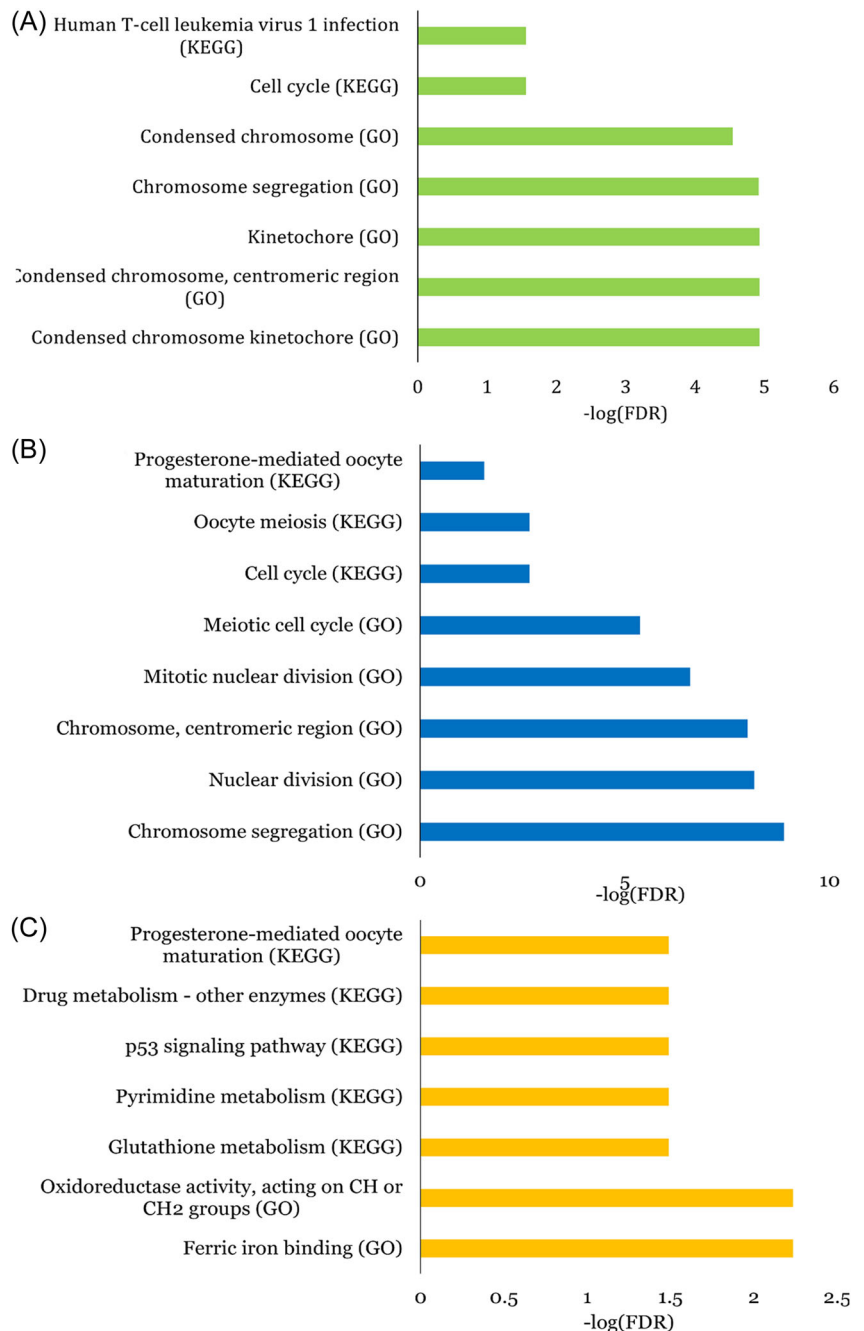 (A)
Human T-cell leukemia virus 1 infection
(KEGG)
Cell cycle (KEGG)
Condensed chromosome (GO)
Chromosome segregation (GO)
Kinetochore (GO)
Condensed chromosome, centromeric region
(GO)
Condensed chromosome kinetochore (GO)
0 1 2 3 4 5 6
-log(FDR)
(B)
Progesterone-mediated oocyte
maturation (KEGG)
Oocyte meiosis (KEGG)
Cell cycle (KEGG)
Meiotic cell cycle (GO)
Mitotic nuclear division (GO)
Chromosome, centromeric region (GO)
Nuclear division (GO)
Chromosome segregation (GO)
0 5 10
-log(FDR)
(C)
Progesterone-mediated oocyte
maturation (KEGG)
Drug metabolism - other enzymes (KEGG)
p53 signaling pathway (KEGG)
Pyrimidine metabolism (KEGG)
Glutathione metabolism (KEGG)
Oxidoreductase activity, acting on CH or
CH2 groups (GO)
Ferric iron binding (GO)
0 0.5 1 1.5 2 2.5
-log(FDR)